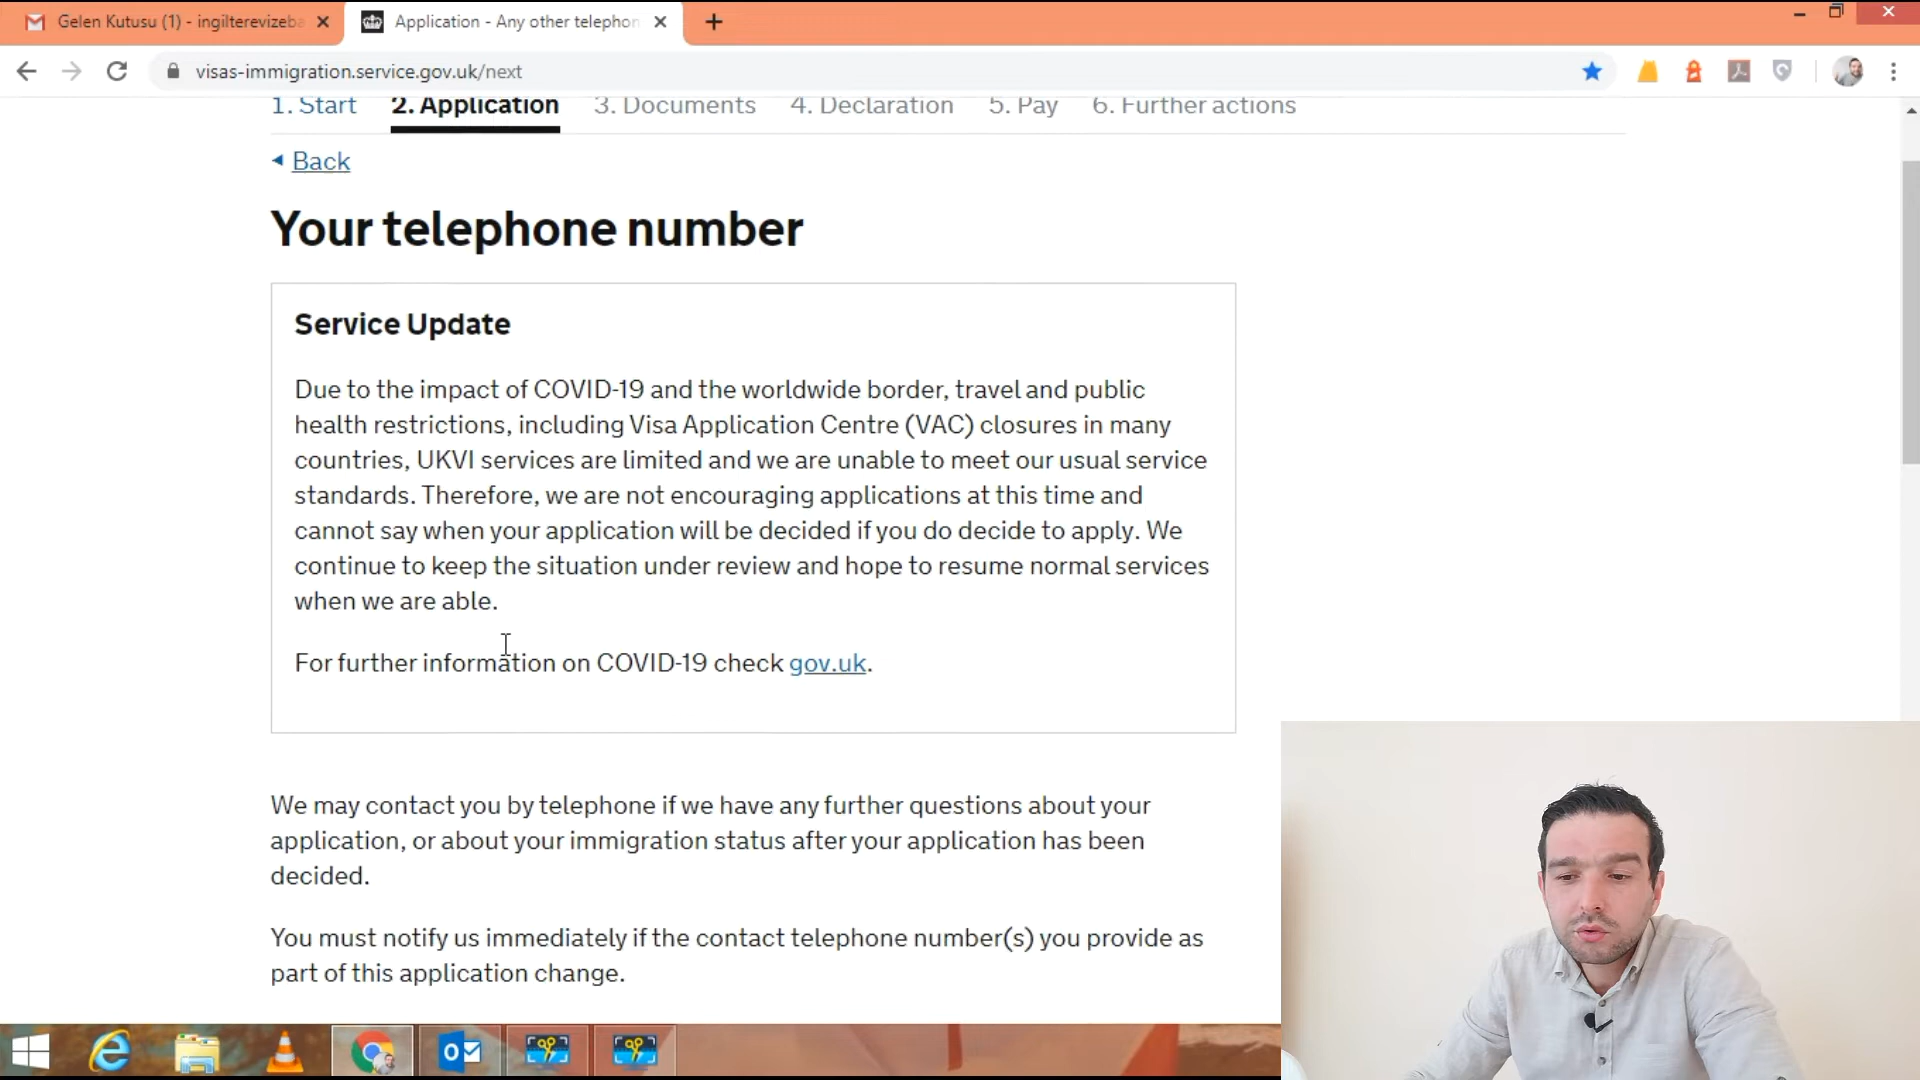 Gelen Kutusu (1) - ingilterevizeba
Application - Any other telephon
visas-immigration.service.gov.uk/next
1. Start 2. Application 3. Documents 4. Declaration 5. Pay 6. Further actions
Back
Your telephone number
Service Update
Due to the impact of COVID-19 and the worldwide border, travel and public
health restrictions, including Visa Application Centre (VAC) closures in many
countries, UKVI services are limited and we are unable to meet our usual service
standards. Therefore, we are not encouraging applications at this time and
cannot say when your application will be decided if you do decide to apply. We
continue to keep the situation under review and hope to resume normal services
when we are able.
For further information on COVID-19 check gov.uk.
We may contact you by telephone if we have any further questions about your
application, or about your immigration status after your application has been
decided.
You must notify us immediately if the contact telephone number(s) you provide as
part of this application change.